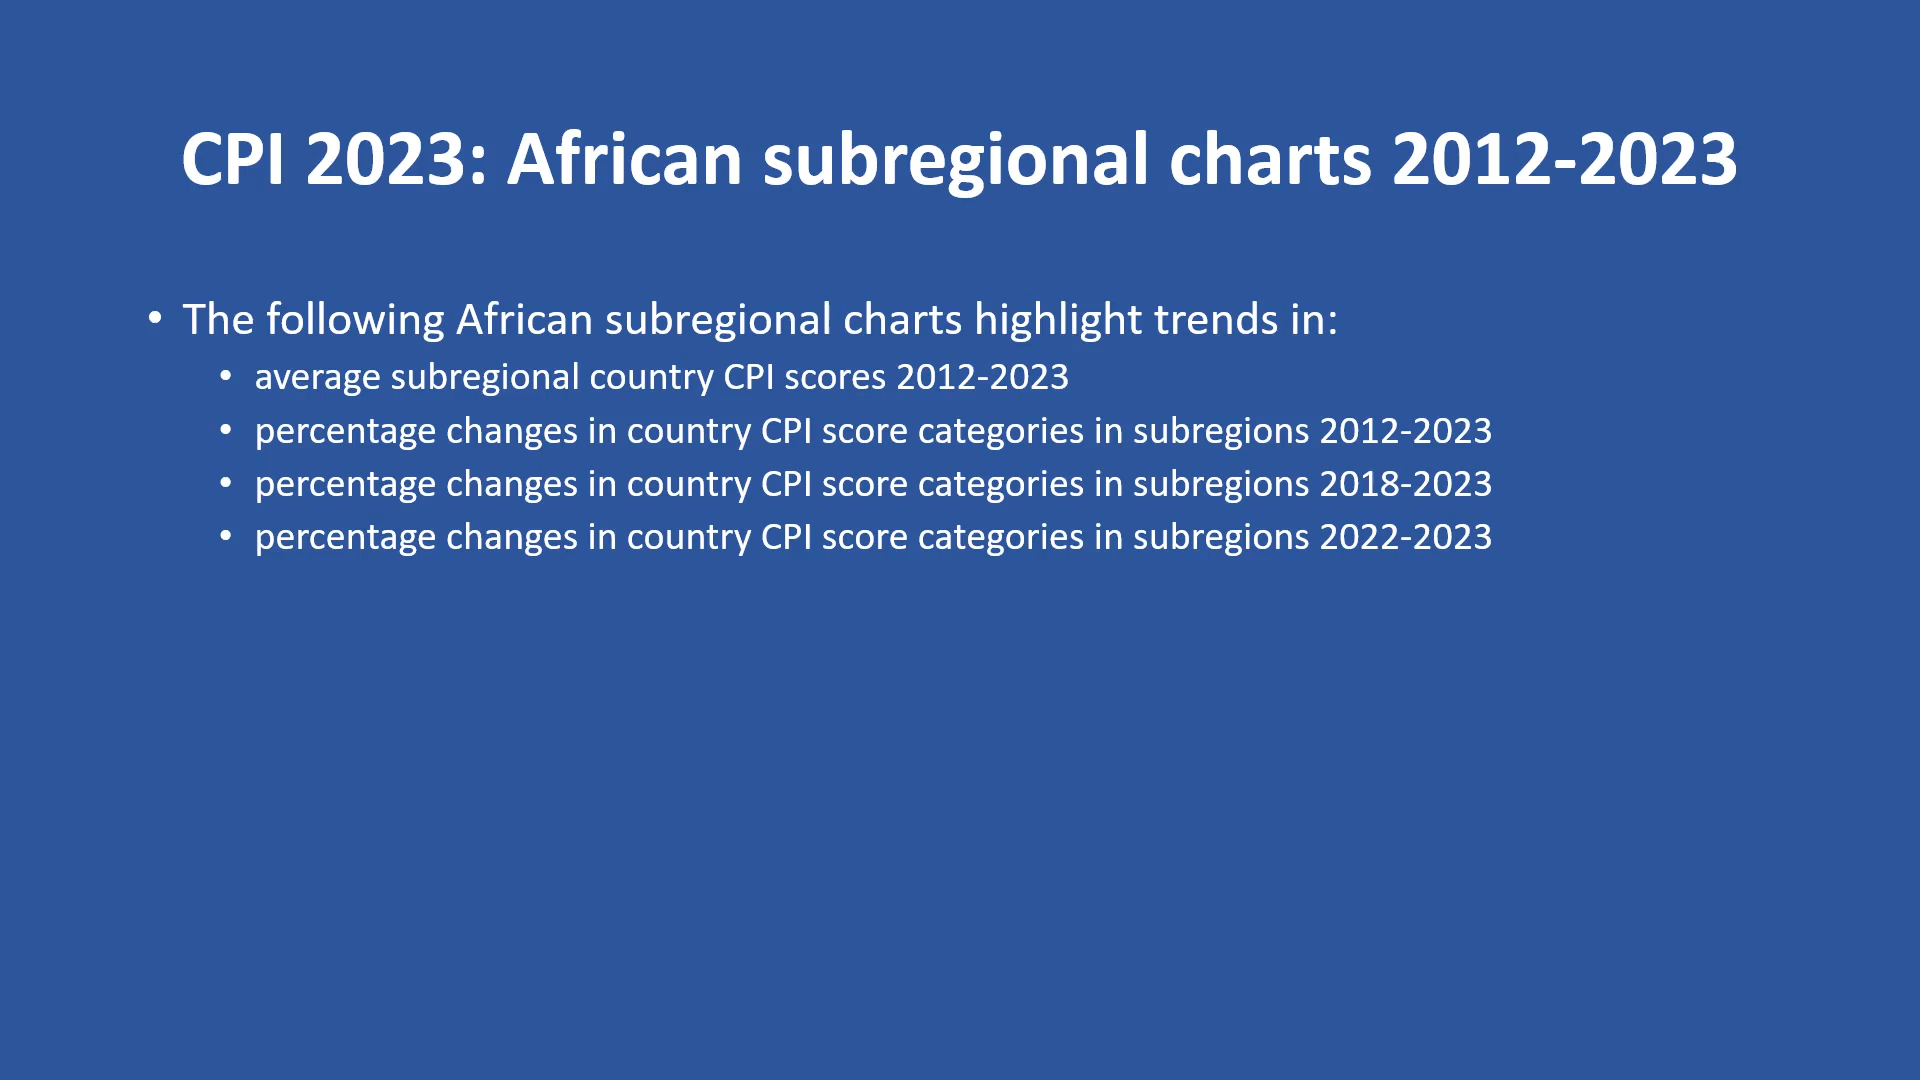 CPI 2023: African subregional charts 2012-2023
• The following African subregional charts highlight trends in:
• average subregional country CPI scores 2012-2023
• percentage changes in country CPI score categories in subregions 2012-2023
• percentage changes in country CPI score categories in subregions 2018-2023
• percentage changes in country CPI score categories in subregions 2022-2023